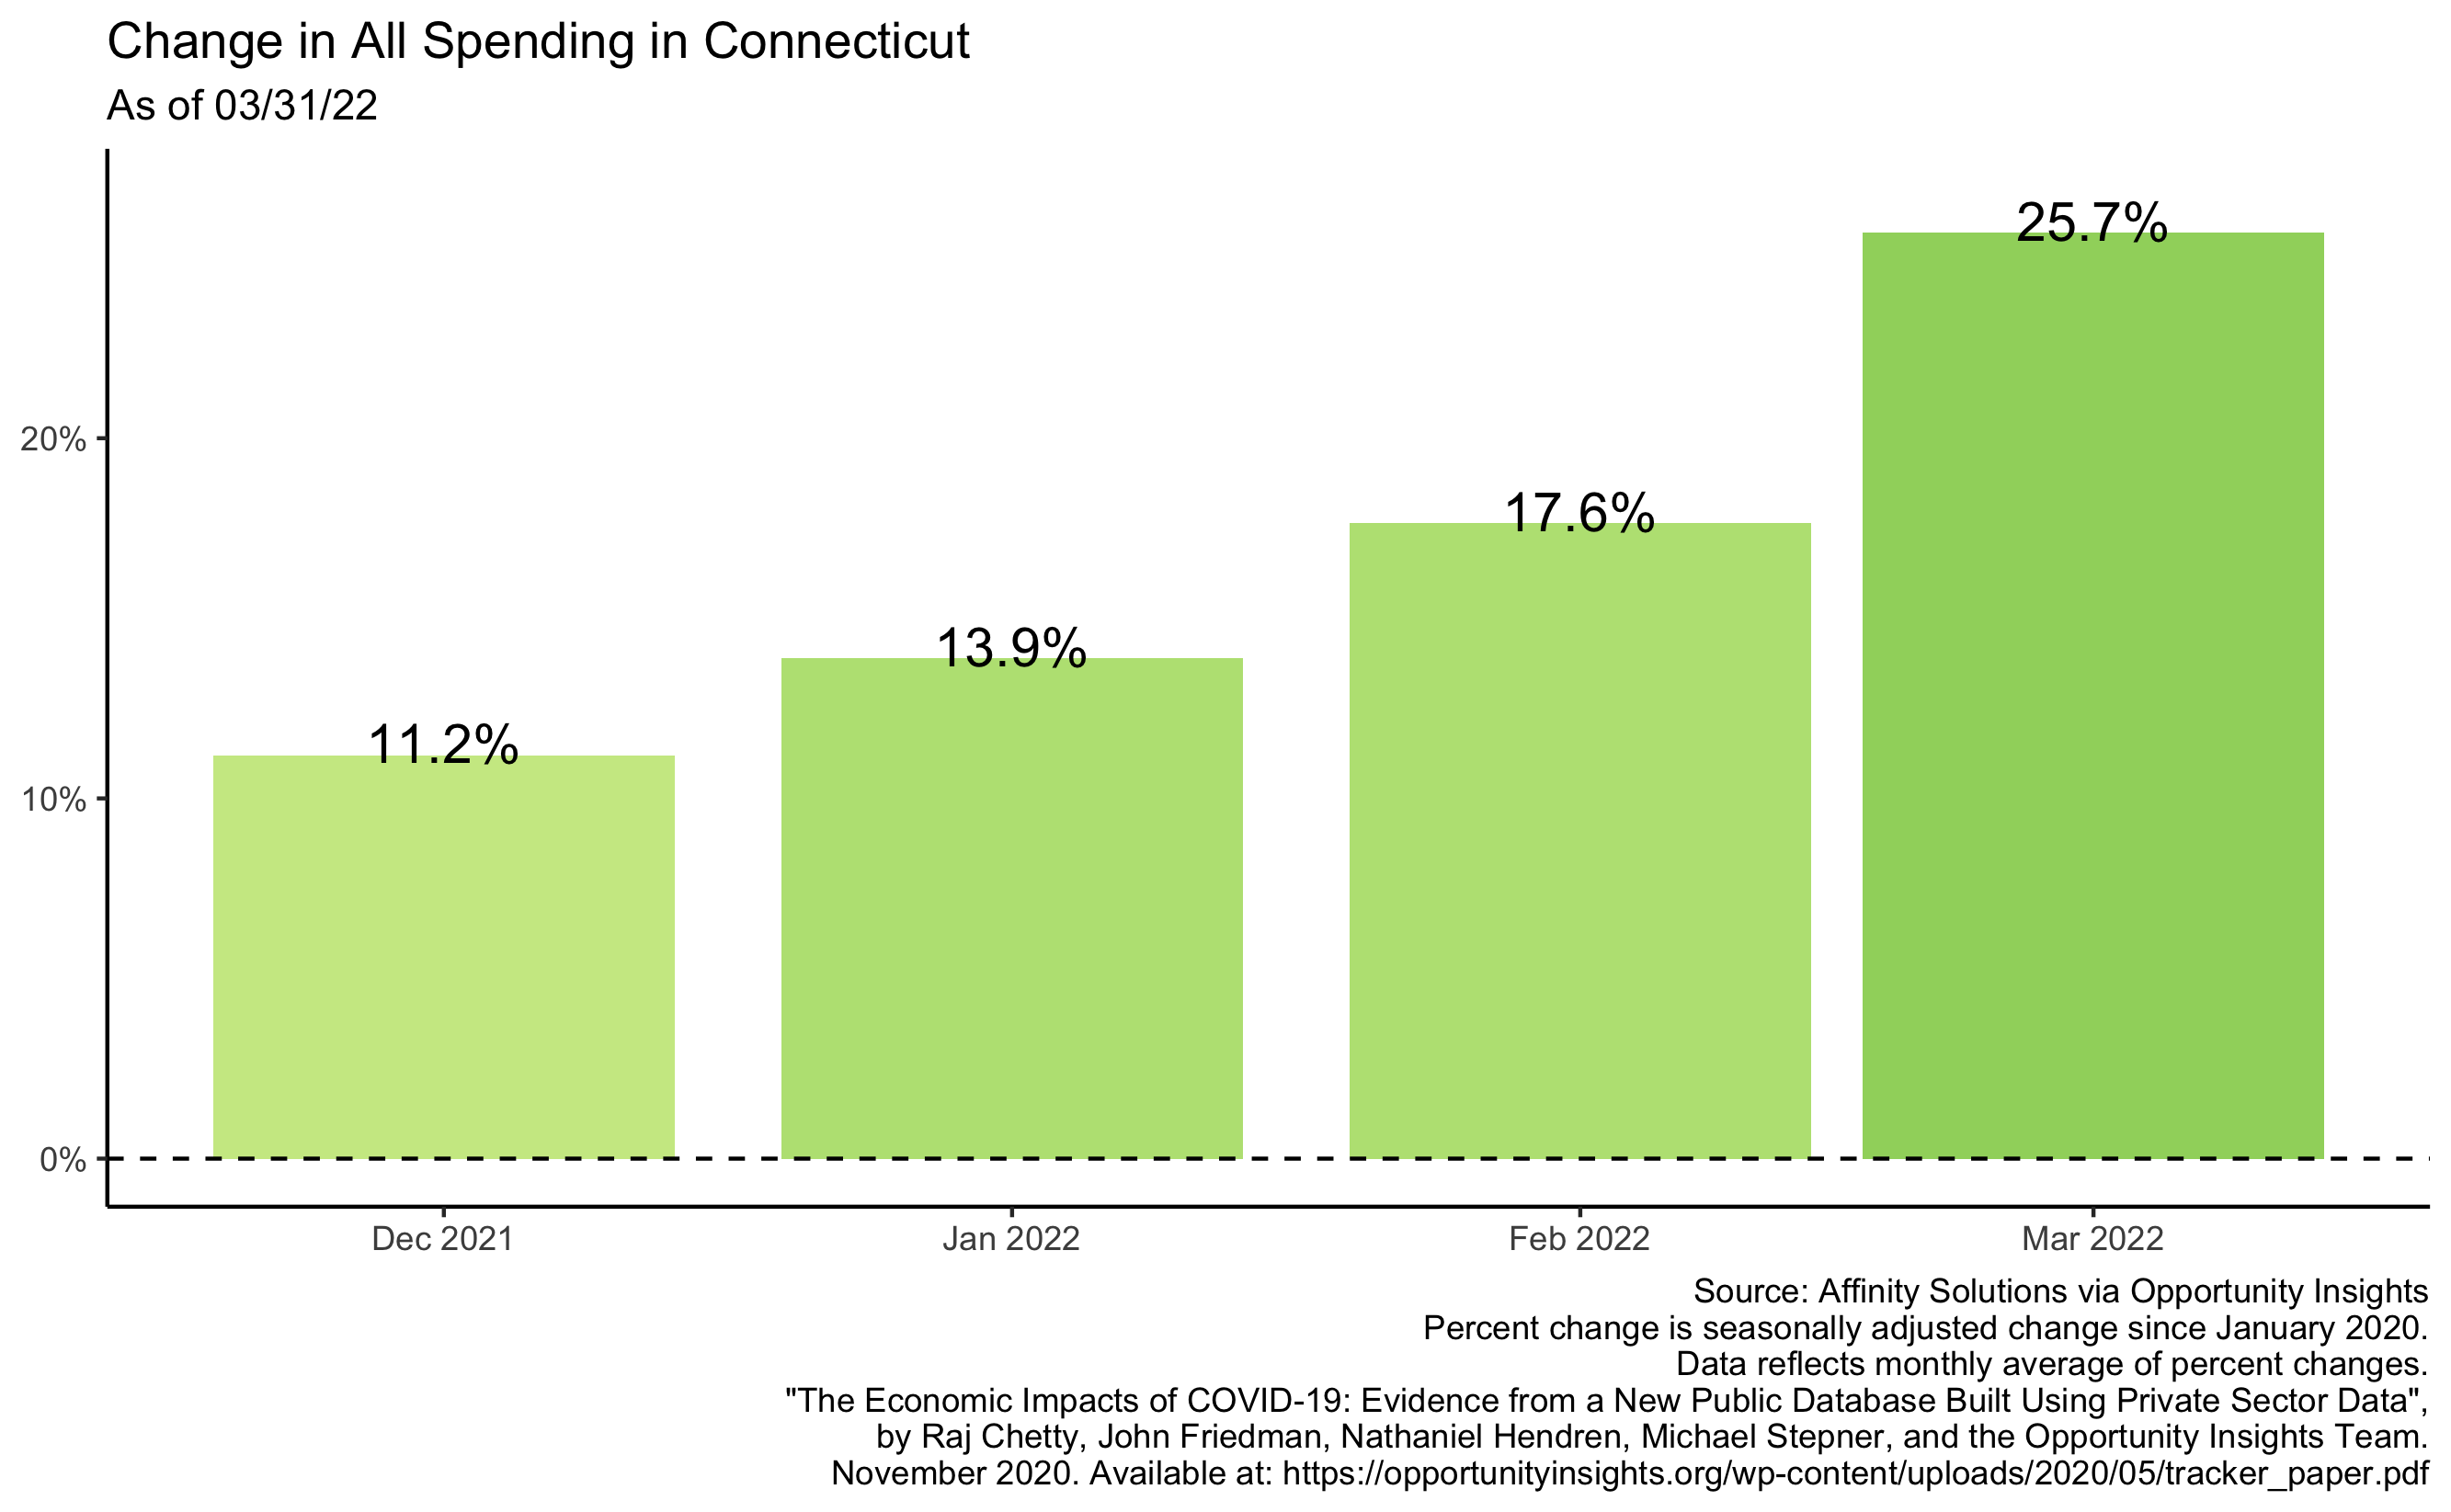 Change in All Spending in Connecticut
As of 03/31/22
25.7%
20%
17.6%
13.9%
11.2%
10%
0%
Dec 2021 Jan 2022 Feb 2022 Mar 2022
Source: Affinity Solutions via Opportunity Insights
Percent change is seasonally adjusted change since January 2020.
Data reflects monthly average of percent changes.
"The Economic Impacts of COVID-19: Evidence from a New Public Database Built Using Private Sector Data",
by Raj Chetty, John Friedman, Nathaniel Hendren, Michael Stepner, and the Opportunity Insights Team.
November 2020. Available at: https://opportunityinsights.org/wp-content/uploads/2020/05/tracker_paper.pdf